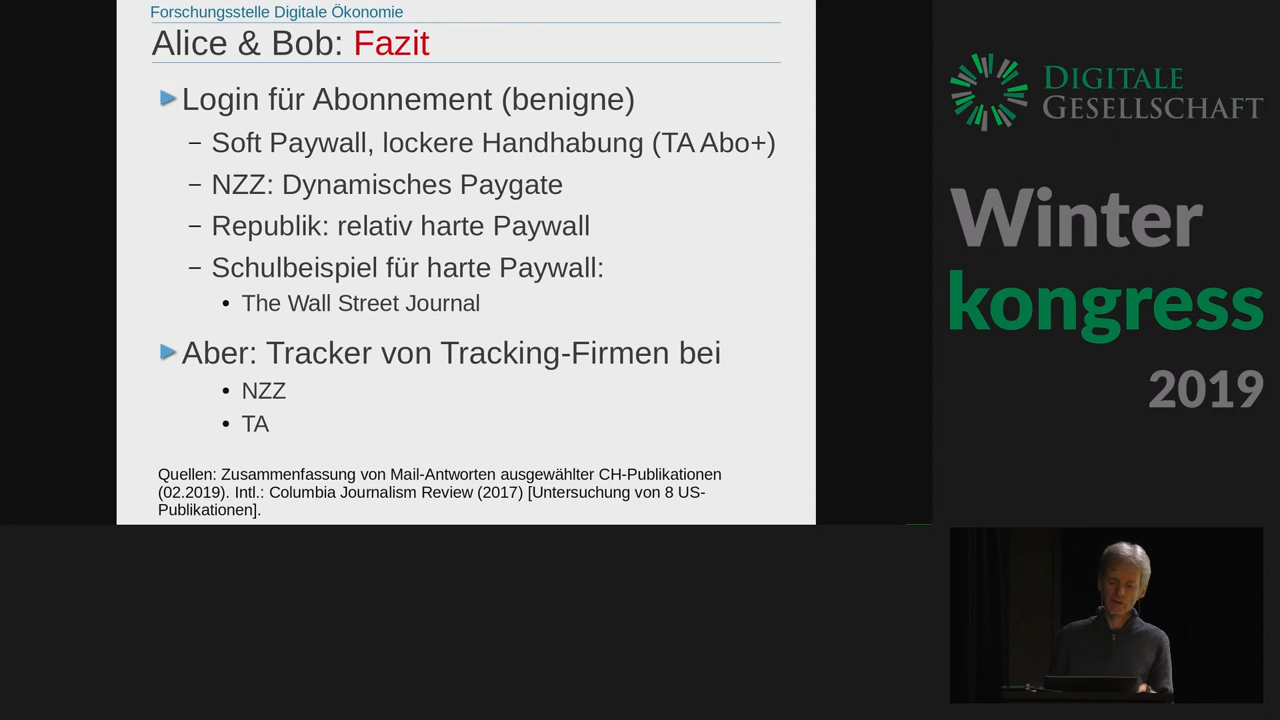 Forschungsstelle Digitale Ökonomie
Alice & Bob: Fazit
Login für Abonnement (benigne)
– Soft Paywall, lockere Handhabung (TA Abo+)
– NZZ: Dynamisches Paygate
– Republik: relativ harte Paywall
– Schulbeispiel für harte Paywall:
• The Wall Street Journal
Aber: Tracker von Tracking-Firmen bei
• NZZ
• TA
Quellen: Zusammenfassung von Mail-Antworten ausgewählter CH-Publikationen
(02.2019). Intl.: Columbia Journalism Review (2017) [Untersuchung von 8 US-
Publikationen].
DIGITALE
GESELLSCHAFT
Winter
kongress
2019